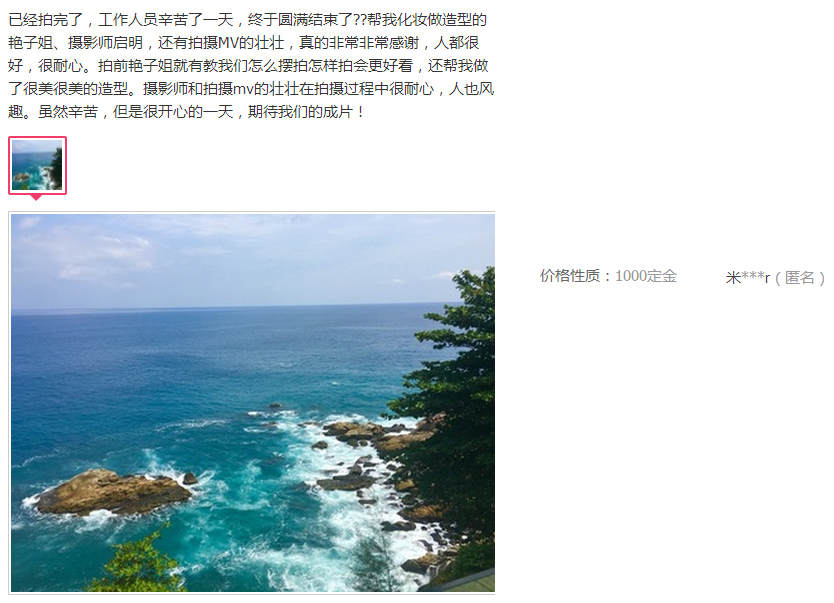 已经拍完了，工作人员辛苦了一天，终于圆满结束了??帮我化妆做造型的
艳子姐、摄影师启明，还有拍摄MV的壮壮，真的非常非常感谢，人都很
好，很耐心。拍前艳子姐就有教我们怎么摆拍怎样拍会更好看，还帮我做
了很美很美的造型。摄影师和拍摄mv的壮壮在拍摄过程中很耐心，人也风
趣。虽然辛苦，但是很开心的一天，期待我们的成片！
价格性质：1000定金
米***r（匿名）